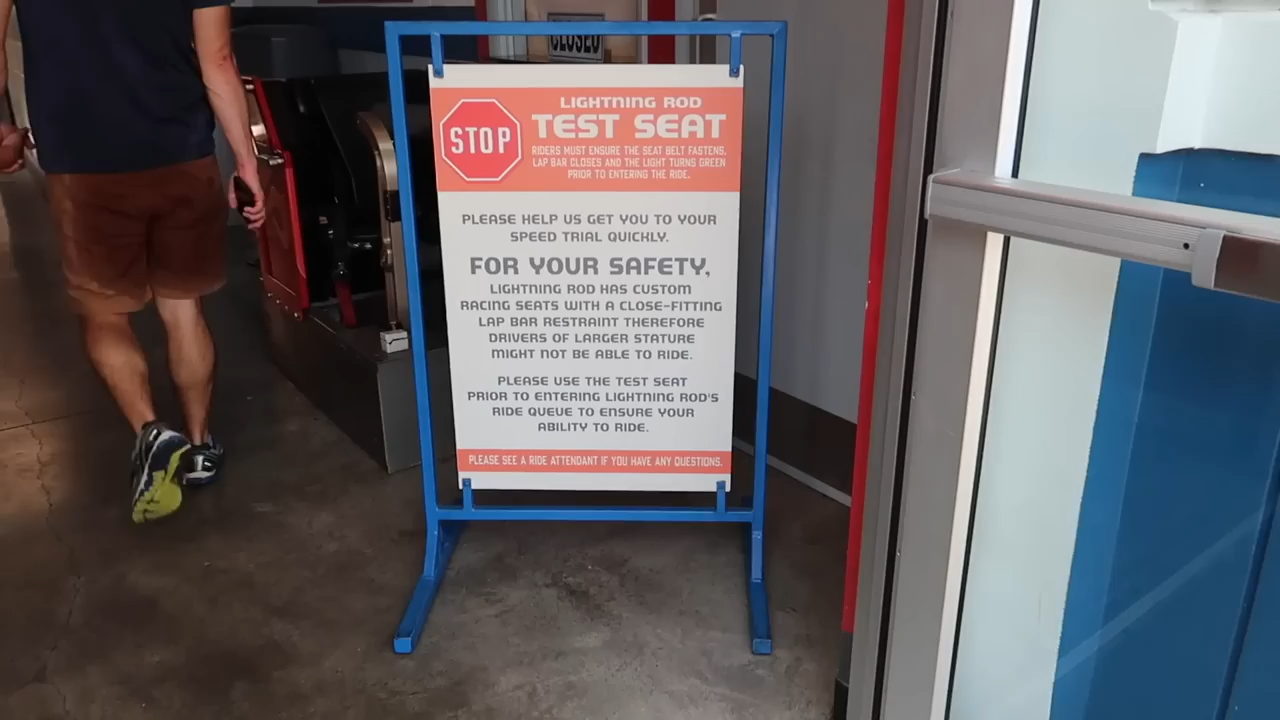 CLOSED
STOP
LIGHTNING ROD
TEST SEAT
RIDERS MUST ENSURE THE SEAT BELT FASTENS,
LAP BAR CLOSES AND THE LIGHT TURNS GREEN
PRIOR TO ENTERING THE RIDE.
PLEASE HELP US GET YOU TO YOUR
SPEED TRIAL QUICKLY.
FOR YOUR SAFETY,
LIGHTNING ROD HAS CUSTOM
RACING SEATS WITH A CLOSE-FITTING
LAP BAR RESTRAINT THEREFORE
DRIVERS OF LARGER STATURE
MIGHT NOT BE ABLE TO RIDE.
PLEASE USE THE TEST SEAT
PRIOR TO ENTERING LIGHTNING ROD'S
RIDE QUEUE TO ENSURE YOUR
ABILITY TO RIDE.
PLEASE SEE A RIDE ATTENDANT IF YOU HAVE ANY QUESTIONS.